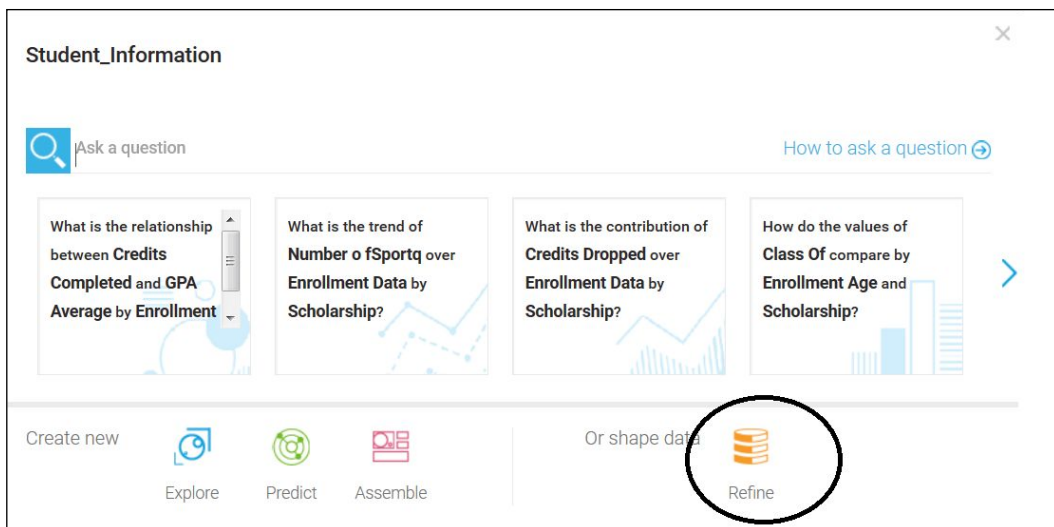 Student_Information
Ask a question
How to ask a question
What is the relationship
between Credits
Completed and GPA
Average by Enrollment
What is the trend of
Number o fSportq over
Enrollment Data by
Scholarship?
What is the contribution of
Credits Dropped over
Enrollment Data by
Scholarship?
How do the values of
Class Of compare by
Enrollment Age and
Scholarship?
Create new
Explore
Predict
Assemble
Or shape data
Refine